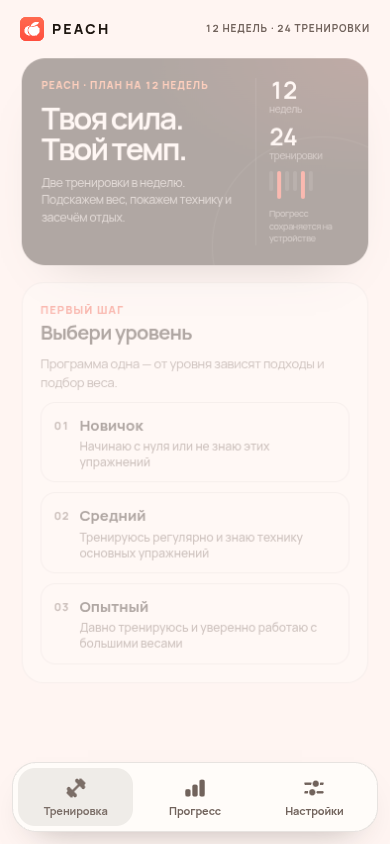 PEACH
12 НЕДЕЛЬ · 24 ТРЕНИРОВКИ
PEACH · ПЛАН НА 12 НЕДЕЛЬ
Твоя сила.
Твой темп.
Две тренировки в неделю.
Подскажем вес, покажем технику и
засечём отдых.
12
недель
24
тренировки
Прогресс
сохраняется на
устройстве
ПЕРВЫЙ ШАГ
Выбери уровень
Программа одна — от уровня зависят подходы и
подбор веса.
01 Новичок
Начинаю с нуля или не знаю этих
упражнений
02 Средний
Тренируюсь регулярно и знаю технику
основных упражнений
03 Опытный
Давно тренируюсь и уверенно работаю с
большими весами
Тренировка
Прогресс
Настройки